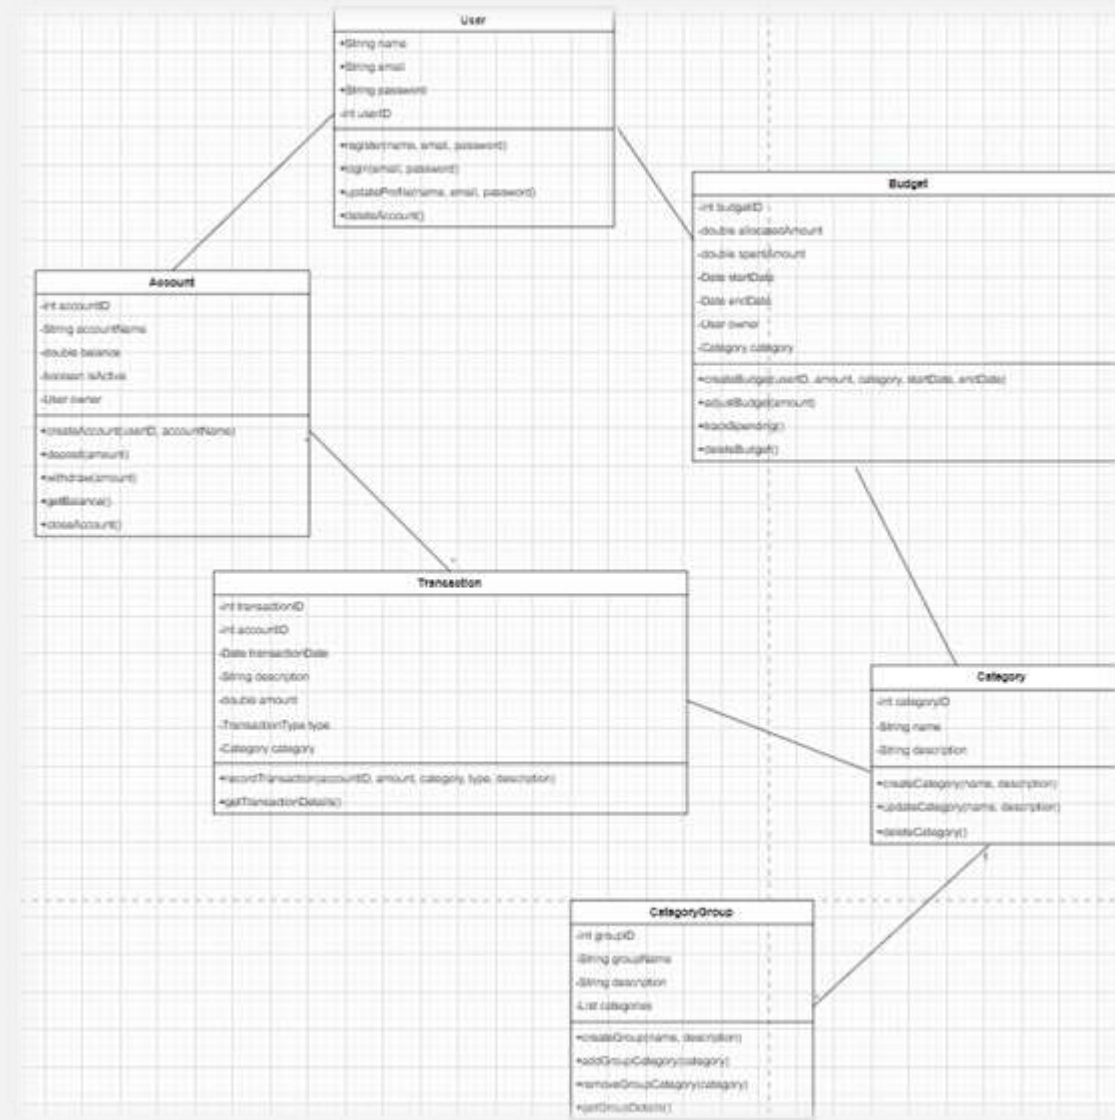 User
+String name
+String email
+String password
-int userID
+register(name, email, password)
+login(email, password)
+updateProfile(name, email, password)
+deleteAccount()
Budget
-int budgetID
-double allocatedAmount
-double spentAmount
-Date startDate
-Date endDate
-User owner
-Category category
+createBudget(userID, amount, category, startDate, endDate)
+adjustBudget(amount)
+trackSpending()
+deleteBudget()
Account
-int accountID
-String accountName
-double balance
-boolean isActive
-User owner
+createAccount(userID, accountName)
+deposit(amount)
+withdraw(amount)
+getBalance()
+closeAccount()
Transaction
-int transactionID
-int accountID
-Date transactionDate
-String description
-double amount
-TransactionType type
-Category category
+recordTransaction(accountID, amount, category, type, description)
+getTransactionDetails()
Category
-int categoryID
-String name
-String description
+createCategory(name, description)
+updateCategory(name, description)
+deleteCategory()
CategoryGroup
-int groupID
-String groupName
-String description
-List categories
+createGroup(name, description)
+addGroupCategory(category)
+removeGroupCategory(category)
+getGroupDetails()